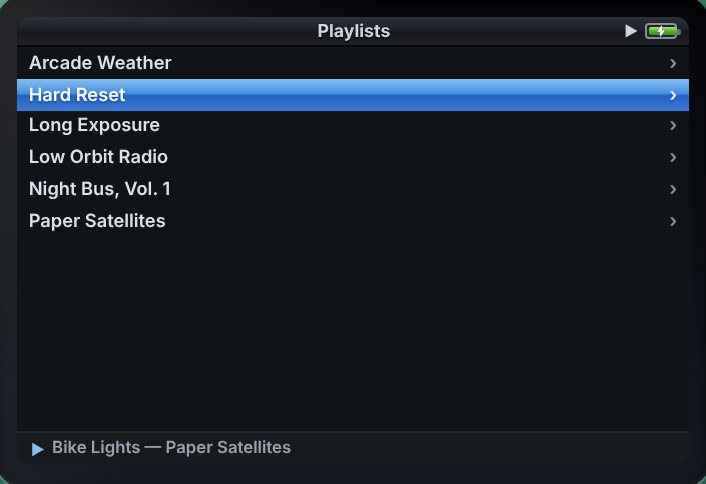 Playlists
Arcade Weather
Hard Reset
Long Exposure
Low Orbit Radio
Night Bus, Vol. 1
Paper Satellites
Bike Lights — Paper Satellites